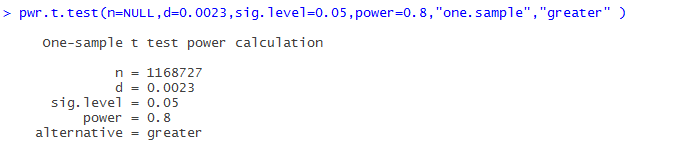 > pwr.t.test(n=NULL,d=0.0023,sig.level=0.05,power=0.8,"one.sample","greater" )
One-sample t test power calculation
n = 1168727
d = 0.0023
sig.level = 0.05
power = 0.8
alternative = greater